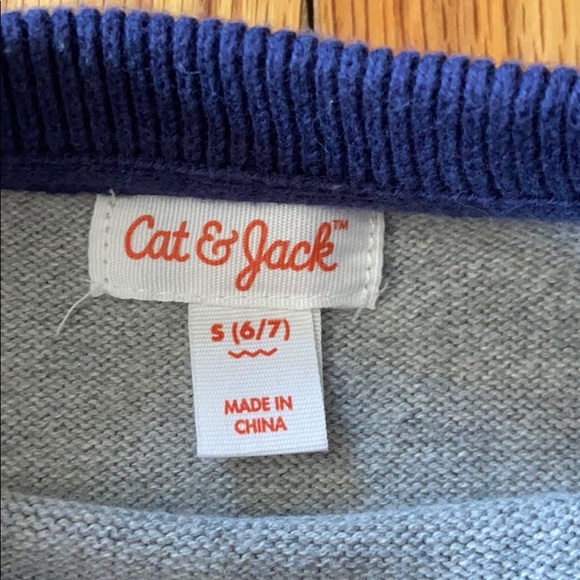 Cat & Jack™
S (6/7)
MADE IN
CHINA